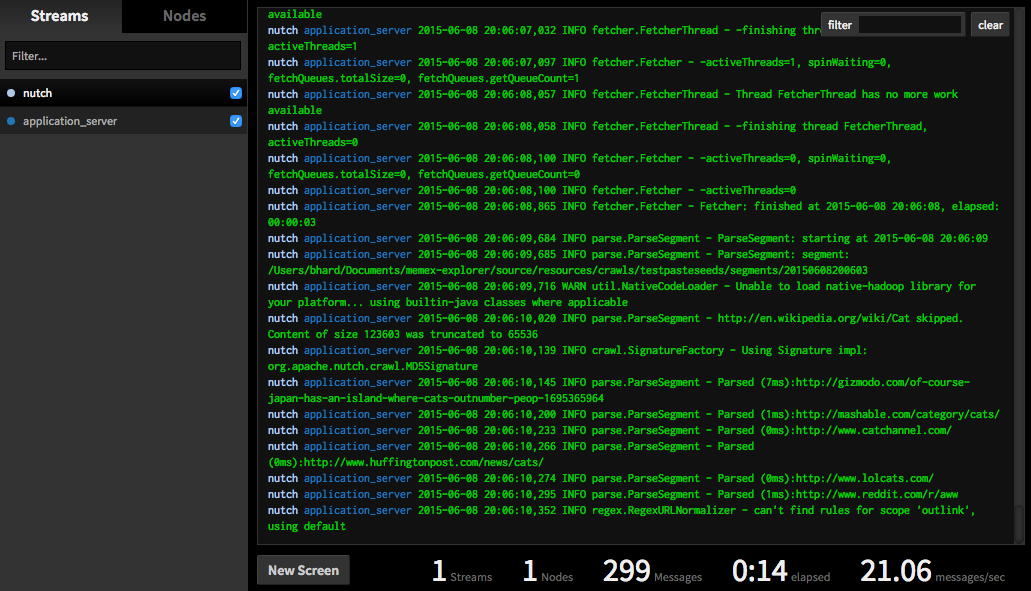 Streams
Nodes
Filter...
nutch
application_server
available
nutch application_server 2015-06-08 20:06:07,032 INFO fetcher.FetcherThread - -finishing
activeThreads=1
nutch application_server 2015-06-08 20:06:07,097 INFO fetcher.Fetcher - -activeThreads=1, spinWaiting=0,
fetchQueues.totalSize=0, fetchQueues.getQueueCount=1
nutch application_server 2015-06-08 20:06:08,057 INFO fetcher.FetcherThread - Thread FetcherThread has no more work
available
nutch application_server 2015-06-08 20:06:08,058 INFO fetcher.FetcherThread - -finishing thread FetcherThread,
activeThreads=0
nutch application_server 2015-06-08 20:06:08,100 INFO fetcher.Fetcher - -activeThreads=0, spinWaiting=0,
fetchQueues.totalSize=0, fetchQueues.getQueueCount=0
nutch application_server 2015-06-08 20:06:08,100 INFO fetcher.Fetcher - -activeThreads=0
nutch application_server 2015-06-08 20:06:08,865 INFO fetcher.Fetcher - Fetcher: finished at 2015-06-08 20:06:08, elapsed:
00:00:03
nutch application_server 2015-06-08 20:06:09,684 INFO parse.ParseSegment - ParseSegment: starting at 2015-06-08 20:06:09
nutch application_server 2015-06-08 20:06:09,685 INFO parse.ParseSegment - ParseSegment: segment:
/Users/bhard/Documents/memex-explorer/source/resources/crawls/testpasteseeds/segments/20150608200603
nutch application_server 2015-06-08 20:06:09,716 WARN util.NativeCodeLoader - Unable to load native-hadoop library for
your platform... using builtin-java classes where applicable
nutch application_server 2015-06-08 20:06:10,020 INFO parse.ParseSegment - http://en.wikipedia.org/wiki/Cat skipped.
Content of size 123603 was truncated to 65536
nutch application_server 2015-06-08 20:06:10,139 INFO crawl.SignatureFactory - Using Signature impl:
org.apache.nutch.crawl.MD5Signature
nutch application_server 2015-06-08 20:06:10,145 INFO parse.ParseSegment - Parsed (7ms):http://gizmodo.com/of-course-
japan-has-an-island-where-cats-outnumber-peop-1695365964
nutch application_server 2015-06-08 20:06:10,200 INFO parse.ParseSegment - Parsed (1ms):http://mashable.com/category/cats/
nutch application_server 2015-06-08 20:06:10,233 INFO parse.ParseSegment - Parsed (0ms):http://www.catchannel.com/
nutch application_server 2015-06-08 20:06:10,266 INFO parse.ParseSegment - Parsed
(0ms):http://www.huffingtonpost.com/news/cats/
nutch application_server 2015-06-08 20:06:10,274 INFO parse.ParseSegment - Parsed (0ms):http://www.lolcats.com/
nutch application_server 2015-06-08 20:06:10,295 INFO parse.ParseSegment - Parsed (1ms):http://www.reddit.com/r/aww
nutch application_server 2015-06-08 20:06:10,352 INFO regex.RegexURLNormalizer - can't find rules for scope 'outlink',
using default
filter
clear
New Screen
1 Streams
1 Nodes
299 Messages
0:14 elapsed
21.06 messages/sec